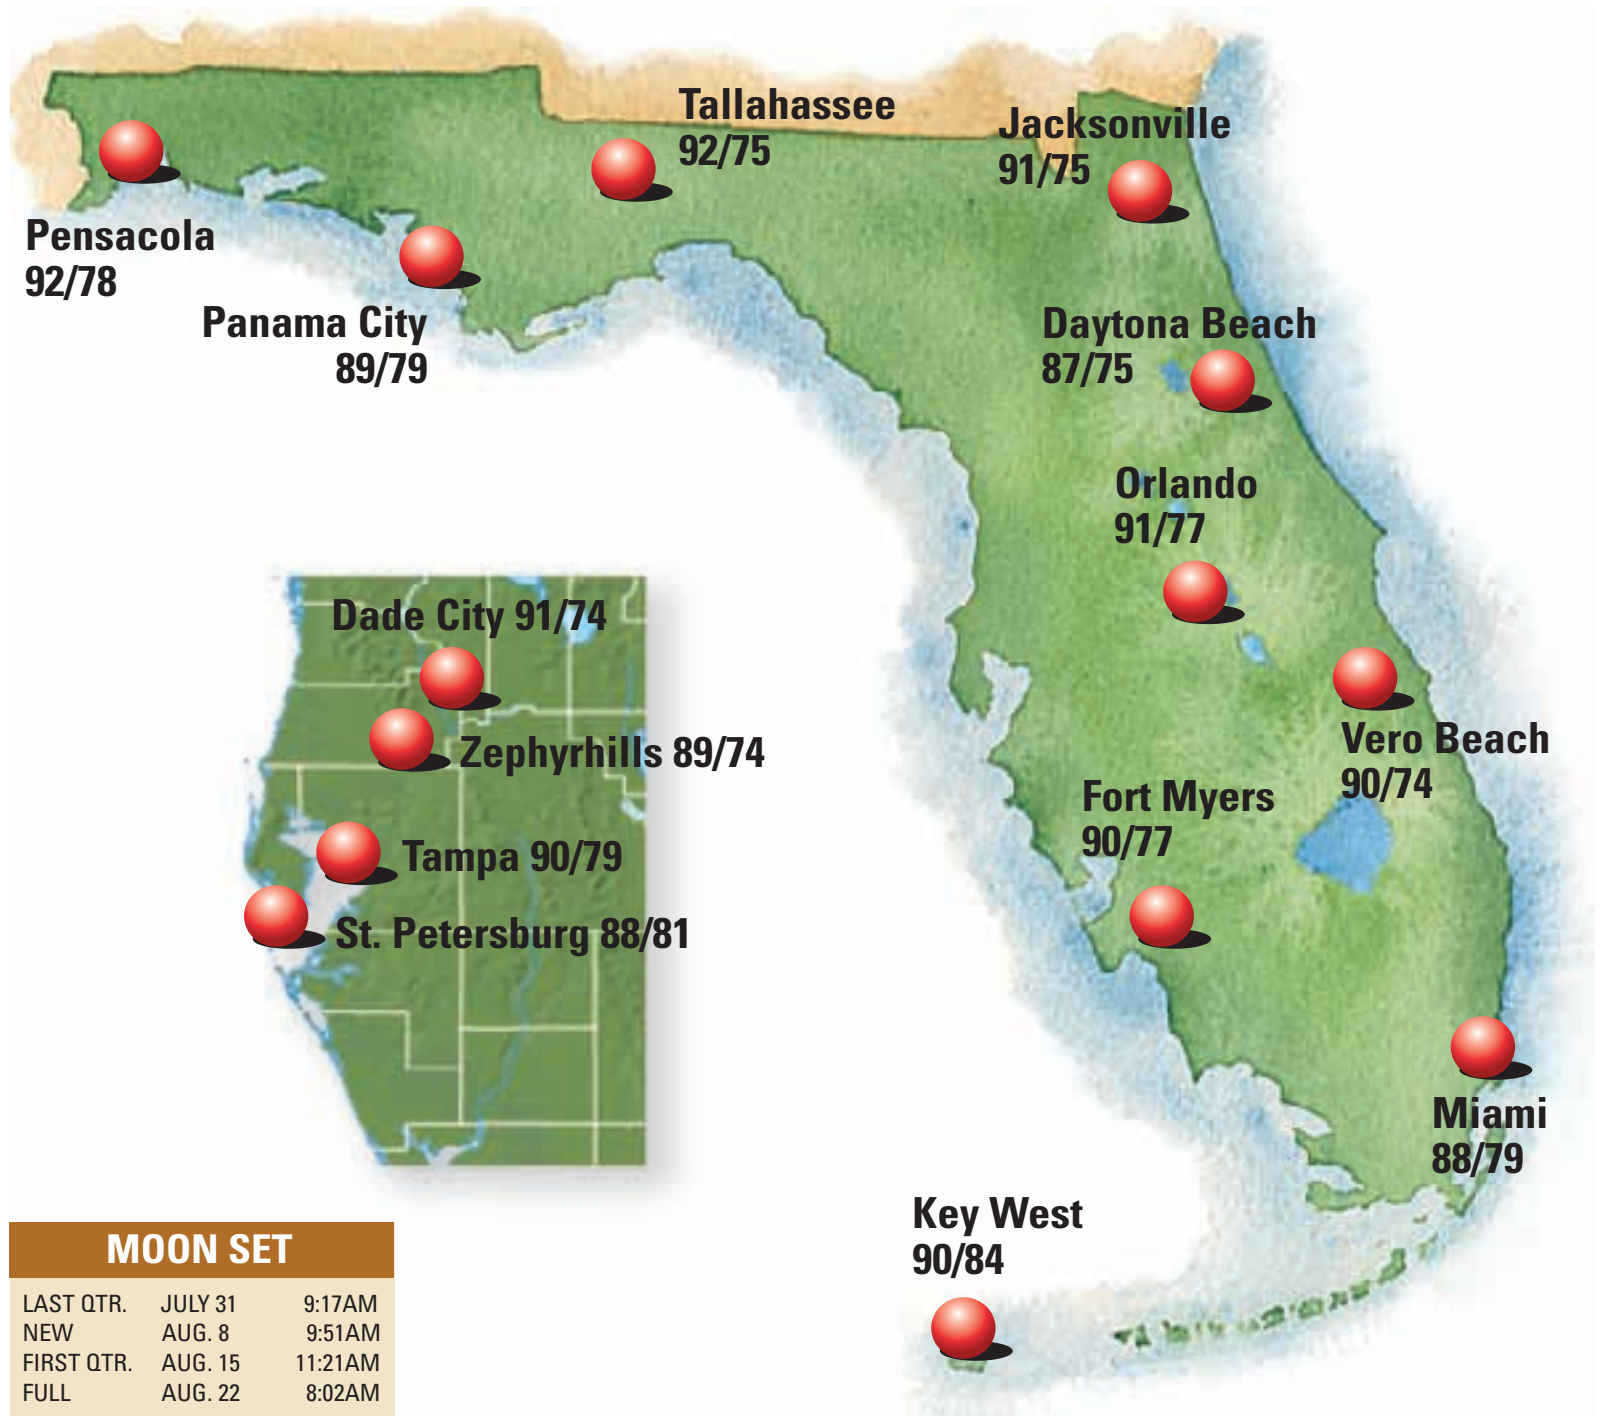 Tallahassee
92/75
Jacksonville
91/75
Pensacola
92/78
Panama City
89/79
Daytona Beach
87/75
Orlando
91/77
Dade City 91/74
Zephyrhills 89/74
Tampa 90/79
St. Petersburg 88/81
Vero Beach
90/74
Fort Myers
90/77
Miami
88/79
Key West
90/84
MOON SET
LAST QTR. JULY 31 9:17AM
NEW AUG. 8 9:51AM
FIRST QTR. AUG. 15 11:21AM
FULL AUG. 22 8:02AM